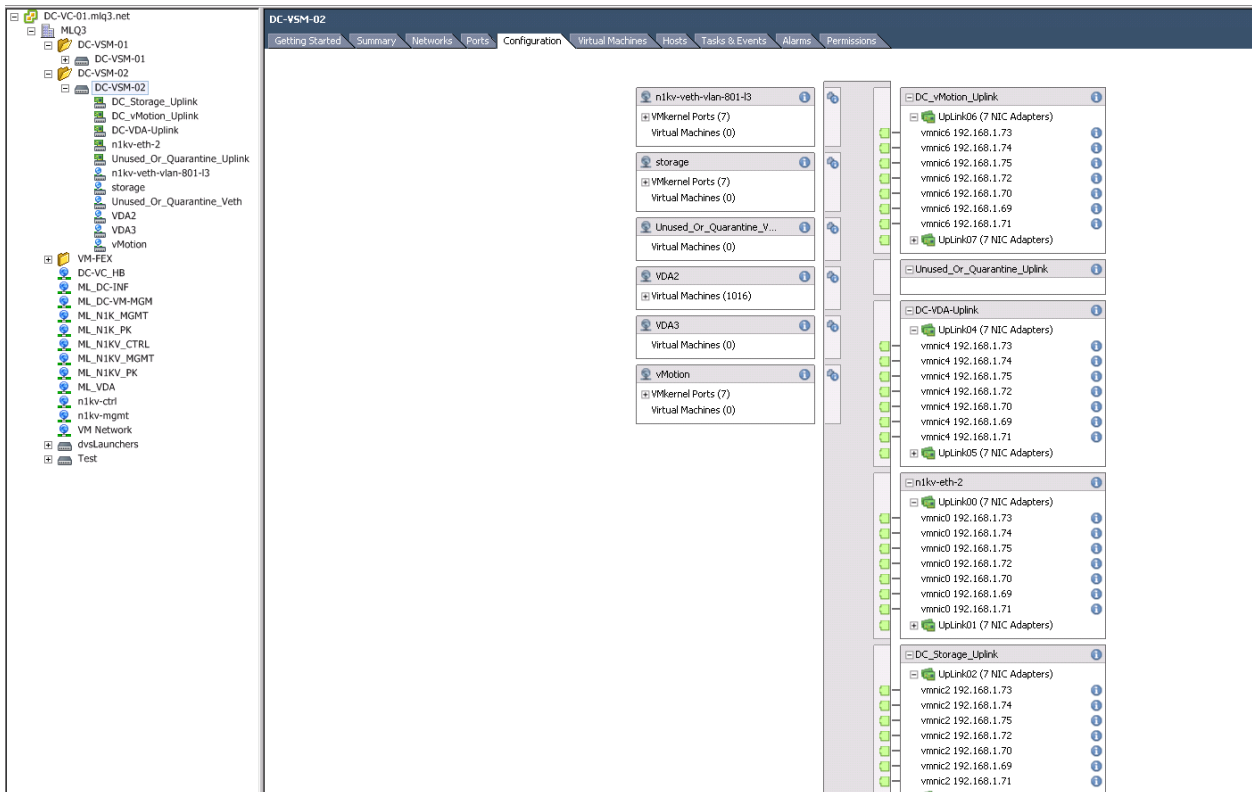 DC-VC-01.mlq3.net
MLQ3
DC-VSM-01
DC-VSM-01
DC-VSM-02
DC-VSM-02
DC_Storage_Uplink
DC_vMotion_Uplink
DC-VDA-Uplink
n1kv-eth-2
Unused_Or_Quarantine_Uplink
n1kv-veth-vlan-801-l3
storage
Unused_Or_Quarantine_Veth
VDA2
VDA3
vMotion
VM-FEX
DC-VC_HB
ML_DC-INF
ML_DC-VM-MGM
ML_N1K_MGMT
ML_N1K_PK
ML_N1KV_CTRL
ML_N1KV_MGMT
ML_N1KV_PK
ML_VDA
n1kv-ctrl
n1kv-mgmt
VM Network
dvsLaunchers
Test
DC-VSM-02
Getting Started Summary Networks Ports Configuration Virtual Machines Hosts Tasks & Events Alarms Permissions
n1kv-veth-vlan-801-l3
VMkernel Ports (7)
Virtual Machines (0)
storage
VMkernel Ports (7)
Virtual Machines (0)
Unused_Or_Quarantine_V...
Virtual Machines (0)
VDA2
Virtual Machines (1016)
VDA3
Virtual Machines (0)
vMotion
VMkernel Ports (7)
Virtual Machines (0)
DC_vMotion_Uplink
UpLink06 (7 NIC Adapters)
vmnic6 192.168.1.73
vmnic6 192.168.1.74
vmnic6 192.168.1.75
vmnic6 192.168.1.72
vmnic6 192.168.1.70
vmnic6 192.168.1.69
vmnic6 192.168.1.71
UpLink07 (7 NIC Adapters)
Unused_Or_Quarantine_Uplink
DC-VDA-Uplink
UpLink04 (7 NIC Adapters)
vmnic4 192.168.1.73
vmnic4 192.168.1.74
vmnic4 192.168.1.75
vmnic4 192.168.1.72
vmnic4 192.168.1.70
vmnic4 192.168.1.69
vmnic4 192.168.1.71
UpLink05 (7 NIC Adapters)
n1kv-eth-2
UpLink00 (7 NIC Adapters)
vmnic0 192.168.1.73
vmnic0 192.168.1.74
vmnic0 192.168.1.75
vmnic0 192.168.1.72
vmnic0 192.168.1.70
vmnic0 192.168.1.69
vmnic0 192.168.1.71
UpLink01 (7 NIC Adapters)
DC_Storage_Uplink
UpLink02 (7 NIC Adapters)
vmnic2 192.168.1.73
vmnic2 192.168.1.74
vmnic2 192.168.1.75
vmnic2 192.168.1.72
vmnic2 192.168.1.70
vmnic2 192.168.1.69
vmnic2 192.168.1.71